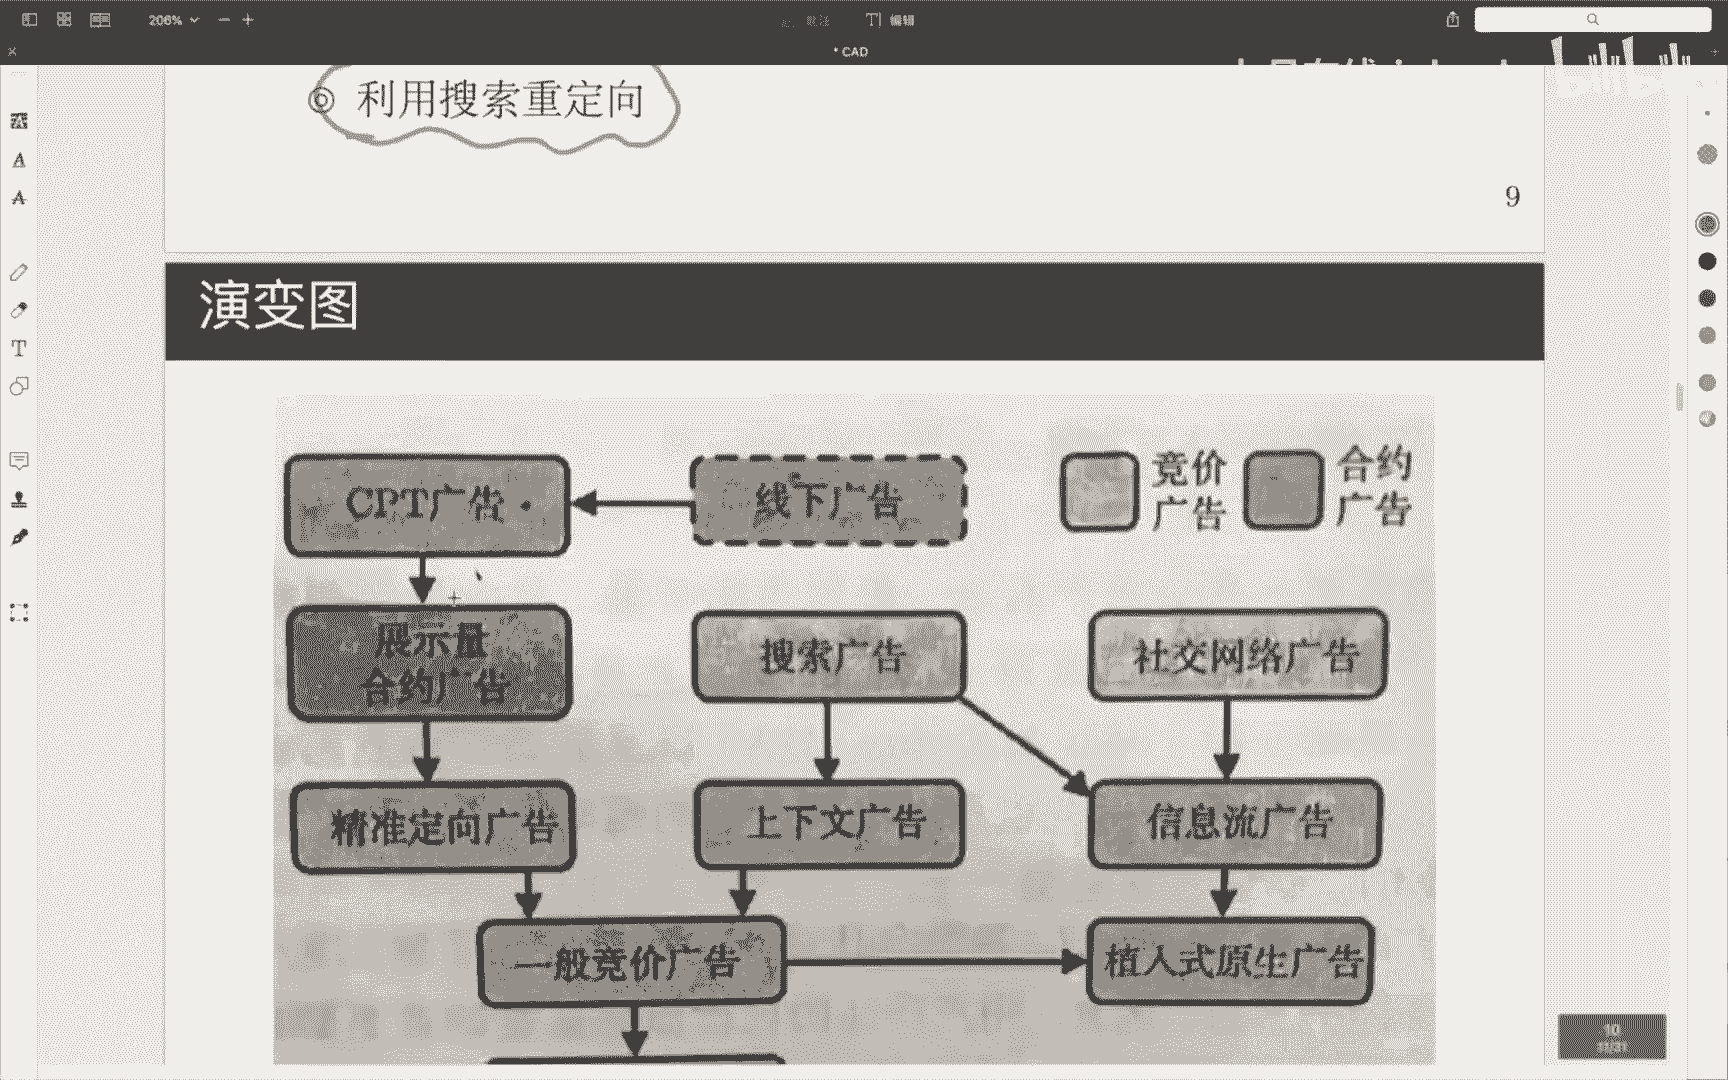 206%
T 编辑
* CAD
利用搜索重定向
9
演变图
CPT广告
线下广告
竞价广告
合约广告
展示量
合约广告
搜索广告
社交网络广告
精准定向广告
上下文广告
信息流广告
一般竞价广告
植入式原生广告
10